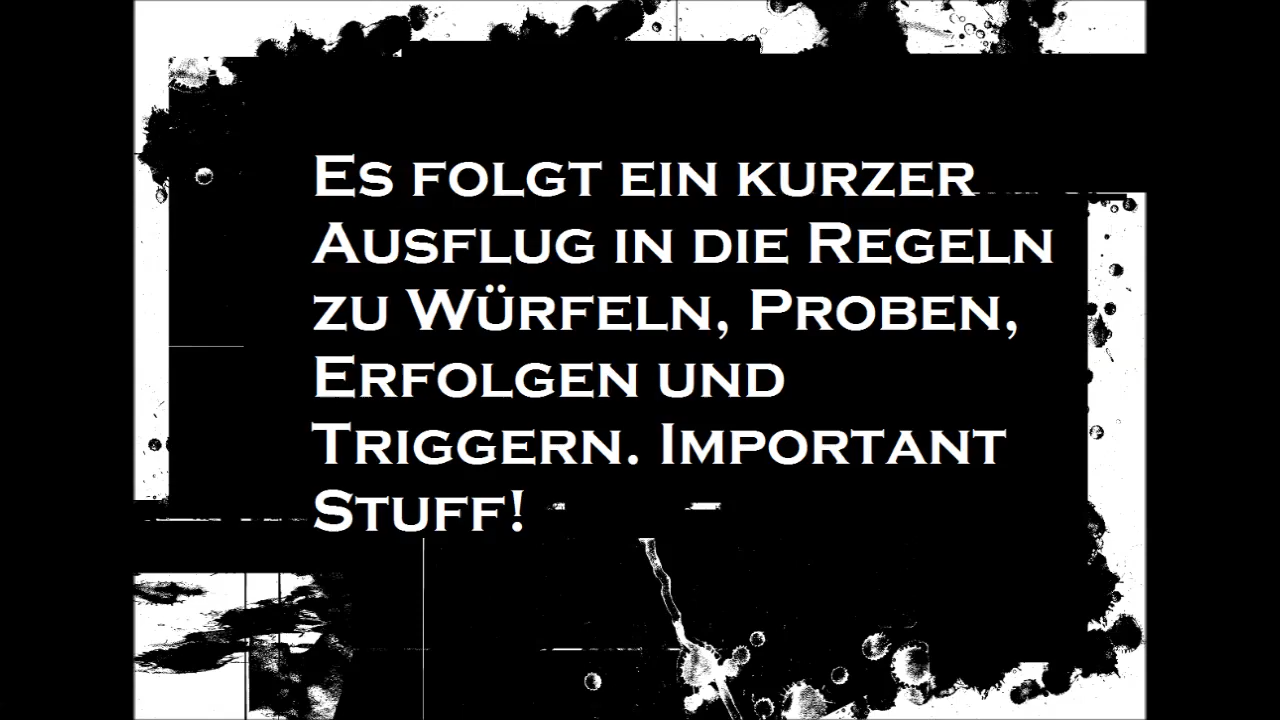 Es folgt ein kurzer
Ausflug in die Regeln
zu Würfeln, Proben,
Erfolgen und
Triggern. Important
Stuff!